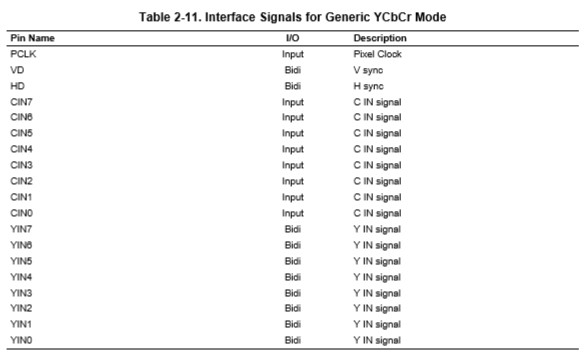 Table 2-11. Interface Signals for Generic YCbCr Mode
Pin Name I/O Description
PCLK Input Pixel Clock
VD Bidi V sync
HD Bidi H sync
CIN7 Input C IN signal
CIN6 Input C IN signal
CIN5 Input C IN signal
CIN4 Input C IN signal
CIN3 Input C IN signal
CIN2 Input C IN signal
CIN1 Input C IN signal
CIN0 Input C IN signal
YIN7 Bidi Y IN signal
YIN6 Bidi Y IN signal
YIN5 Bidi Y IN signal
YIN4 Bidi Y IN signal
YIN3 Bidi Y IN signal
YIN2 Bidi Y IN signal
YIN1 Bidi Y IN signal
YIN0 Bidi Y IN signal